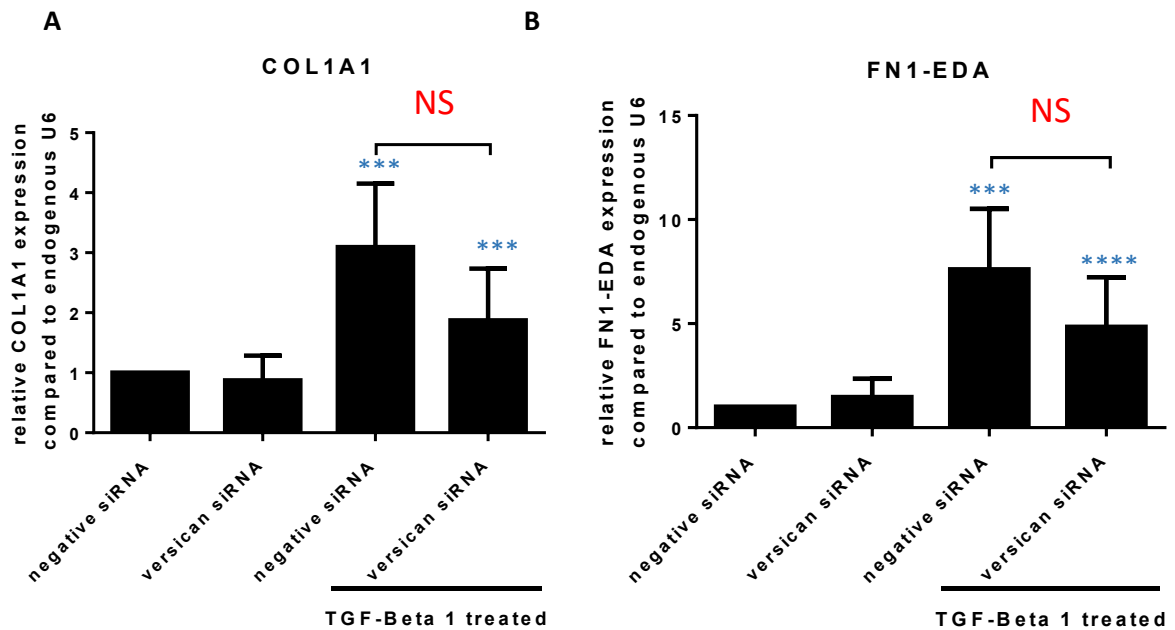 A
COL1A1
relative COL1A1 expression
compared to endogenous U6
NS
5
4
3
2
1
0
***
***
negative siRNA
versican siRNA
negative siRNA
versican siRNA
TGF-Beta 1 treated
B
FN1-EDA
relative FN1-EDA expression
compared to endogenous U6
NS
15
10
5
0
***
****
negative siRNA
versican siRNA
negative siRNA
versican siRNA
TGF-Beta 1 treated